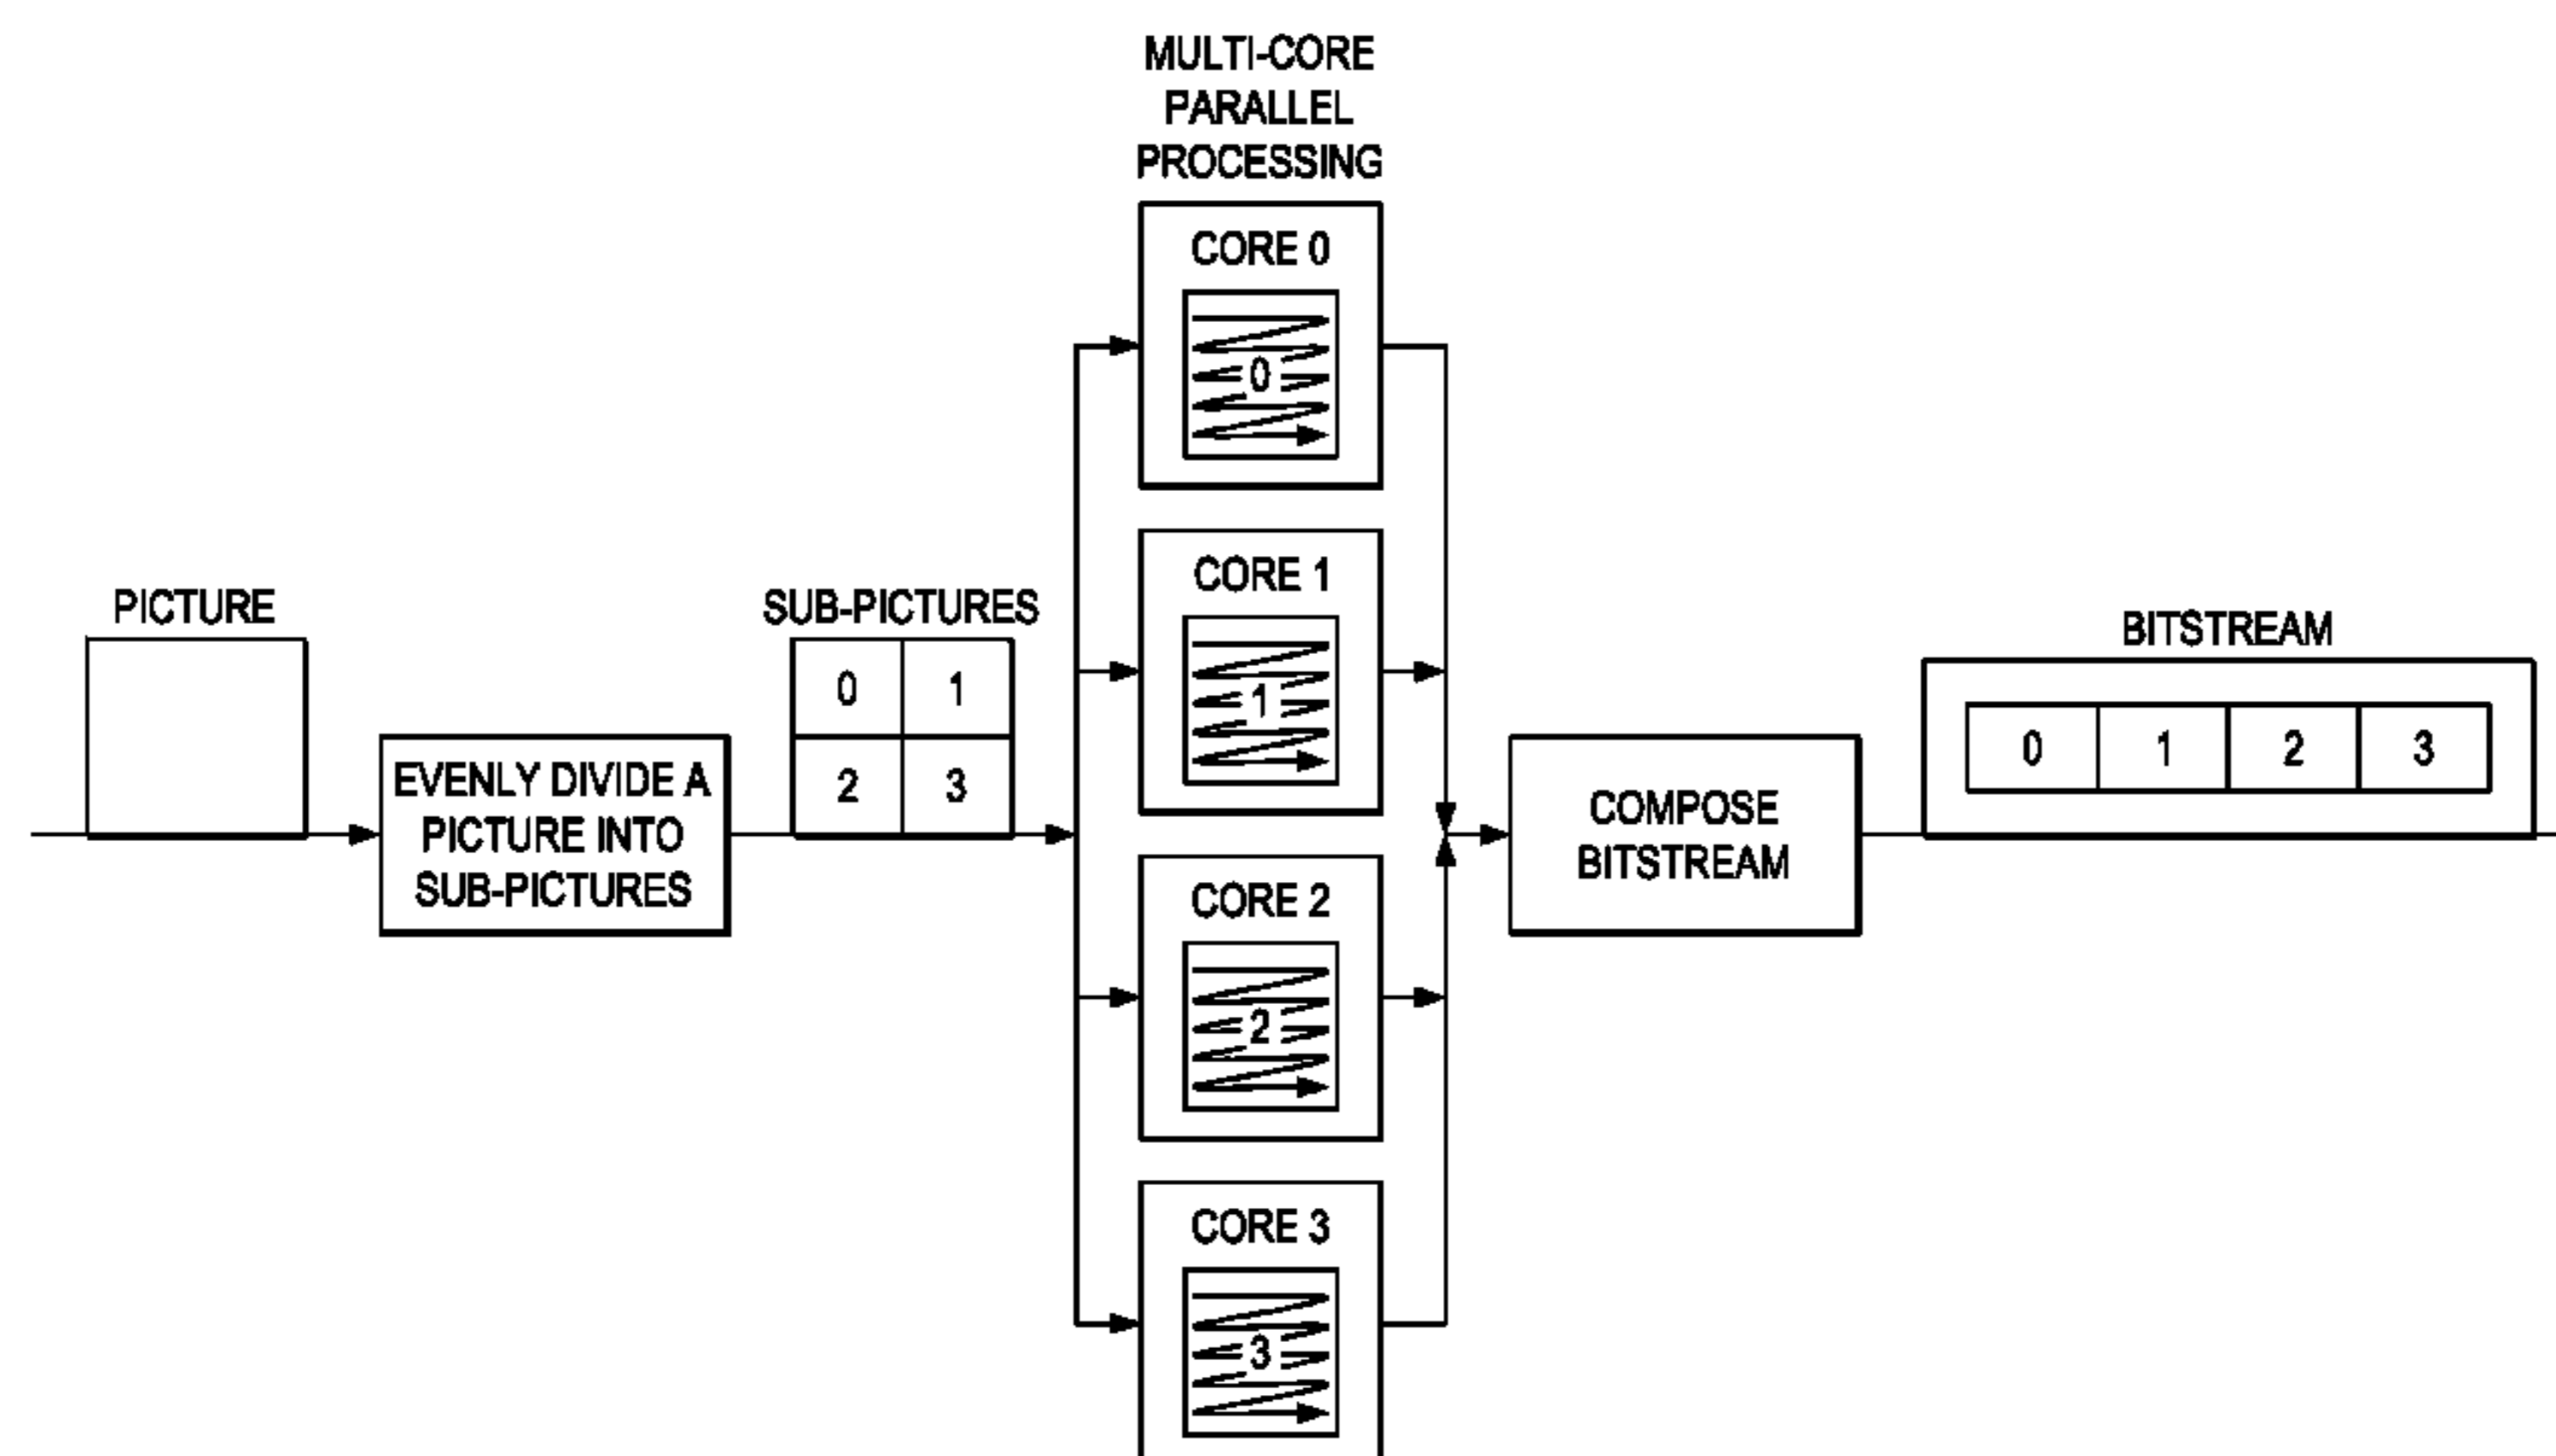 MULTI-CORE
PARALLEL
PROCESSING
CORE 0
0
CORE 1
1
PICTURE
SUB-PICTURES
0 1
2 3
EVENLY DIVIDE A
PICTURE INTO
SUB-PICTURES
CORE 2
2
CORE 3
3
COMPOSE
BITSTREAM
BITSTREAM
0 1 2 3